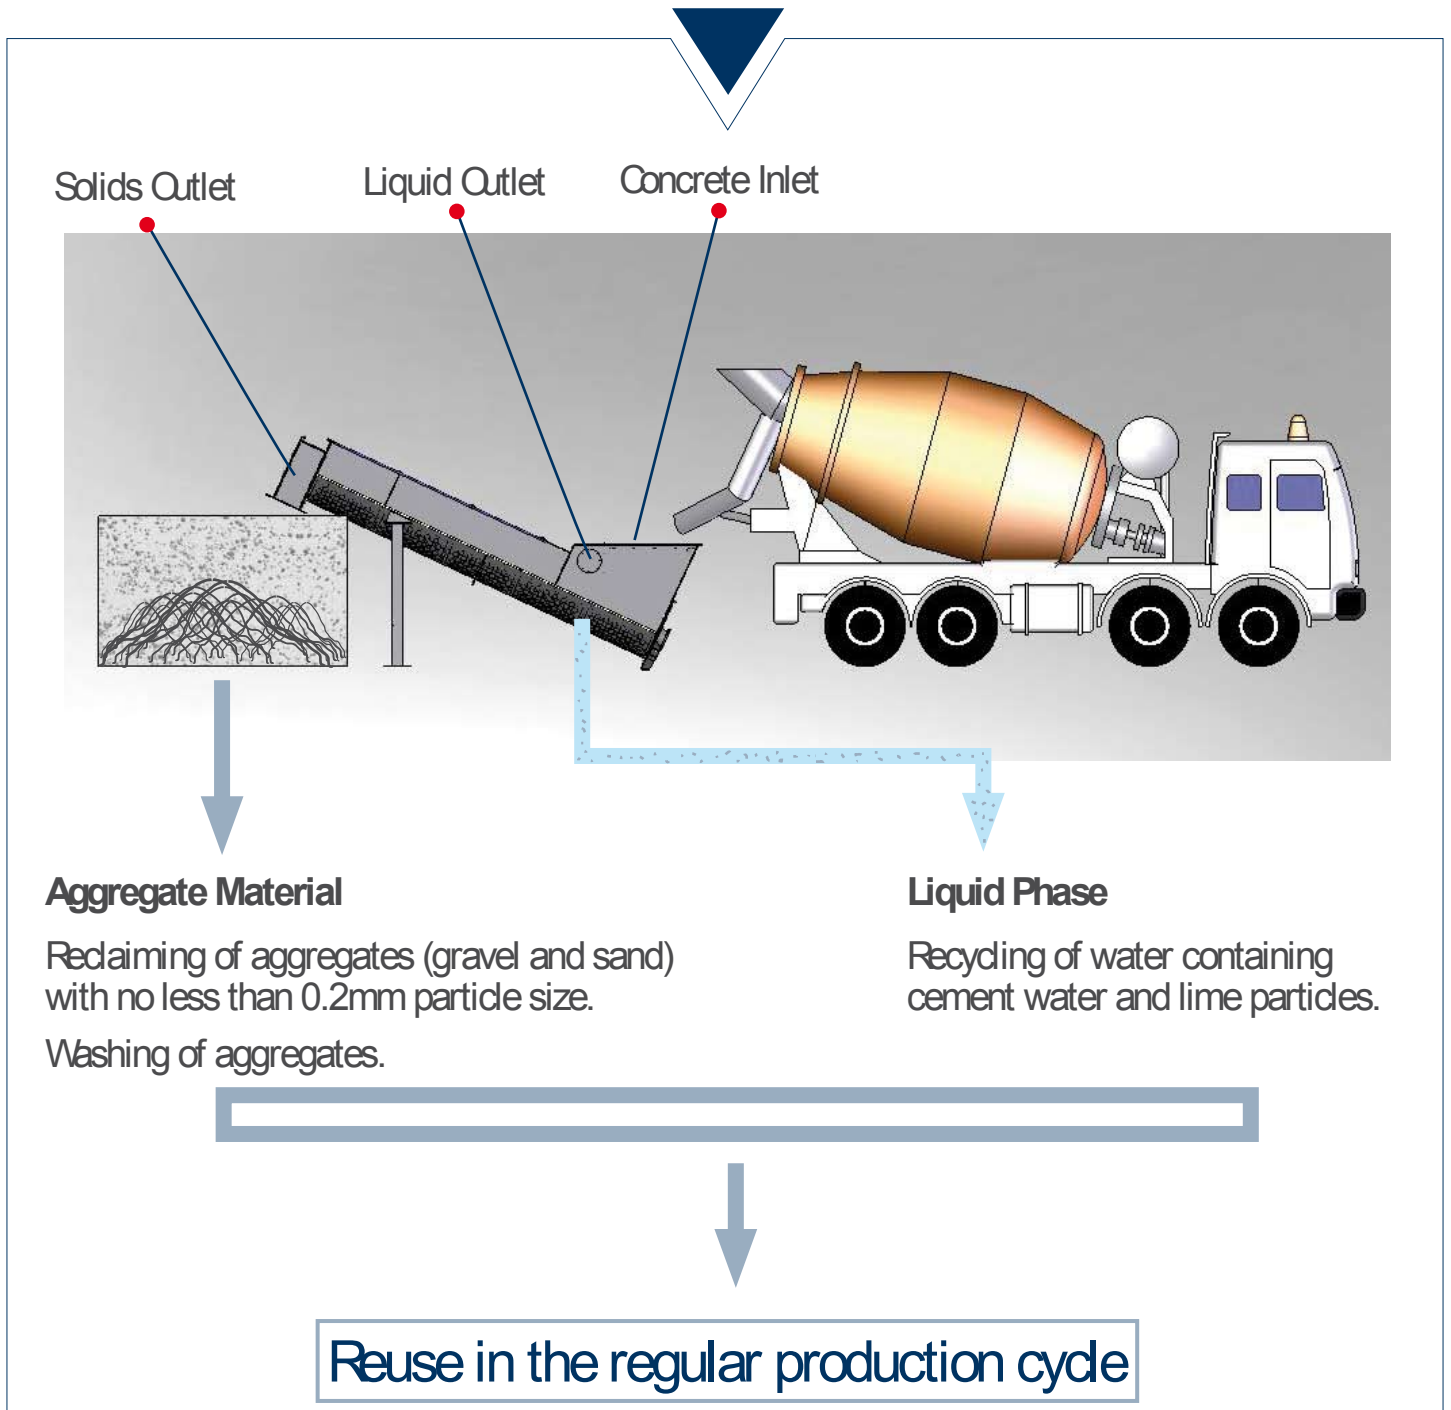 Solids Outlet
Liquid Outlet
Concrete Inlet
Aggregate Material
Reclaiming of aggregates (gravel and sand)
with no less than 0.2mm particle size.
Washing of aggregates.
Liquid Phase
Recycling of water containing
cement water and lime particles.
Reuse in the regular production cycle